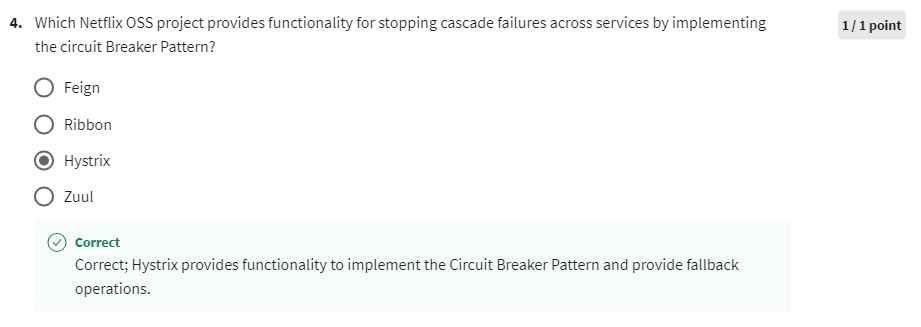 4. Which Netflix OSS project provides functionality for stopping cascade failures across services by implementing
the circuit Breaker Pattern?
1 / 1 point
Feign
Ribbon
Hystrix
Zuul
Correct
Correct; Hystrix provides functionality to implement the Circuit Breaker Pattern and provide fallback
operations.